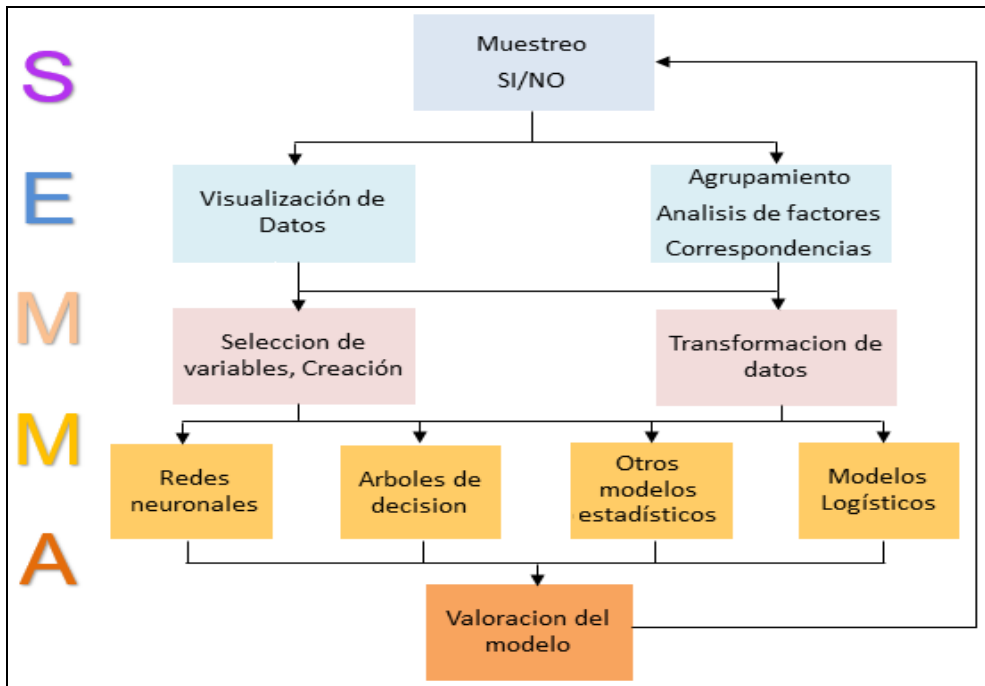 S
Muestreo
SI/NO
E
Visualización de
Datos
Agrupamiento
Analisis de factores
Correspondencias
M
Seleccion de
variables, Creación
Transformacion de
datos
M
Redes
neuronales
Arboles de
decision
Otros
modelos
estadísticos
Modelos
Logísticos
A
Valoracion del
modelo